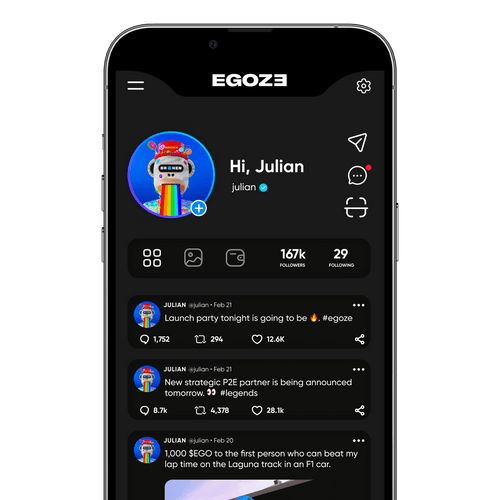 EGOZƎ
Hi, Julian
julian
167k
FOLLOWERS
29
FOLLOWING
JULIAN @julian • Feb 21
Launch party tonight is going to be 🔥. #egoze
1,752 294 12.6K
JULIAN @julian • Feb 21
New strategic P2E partner is being announced
tomorrow. 👀 #legends
8.7k 4,378 28.1k
JULIAN @julian • Feb 20
1,000 $EGO to the first person who can beat my
lap time on the Laguna track in an F1 car.